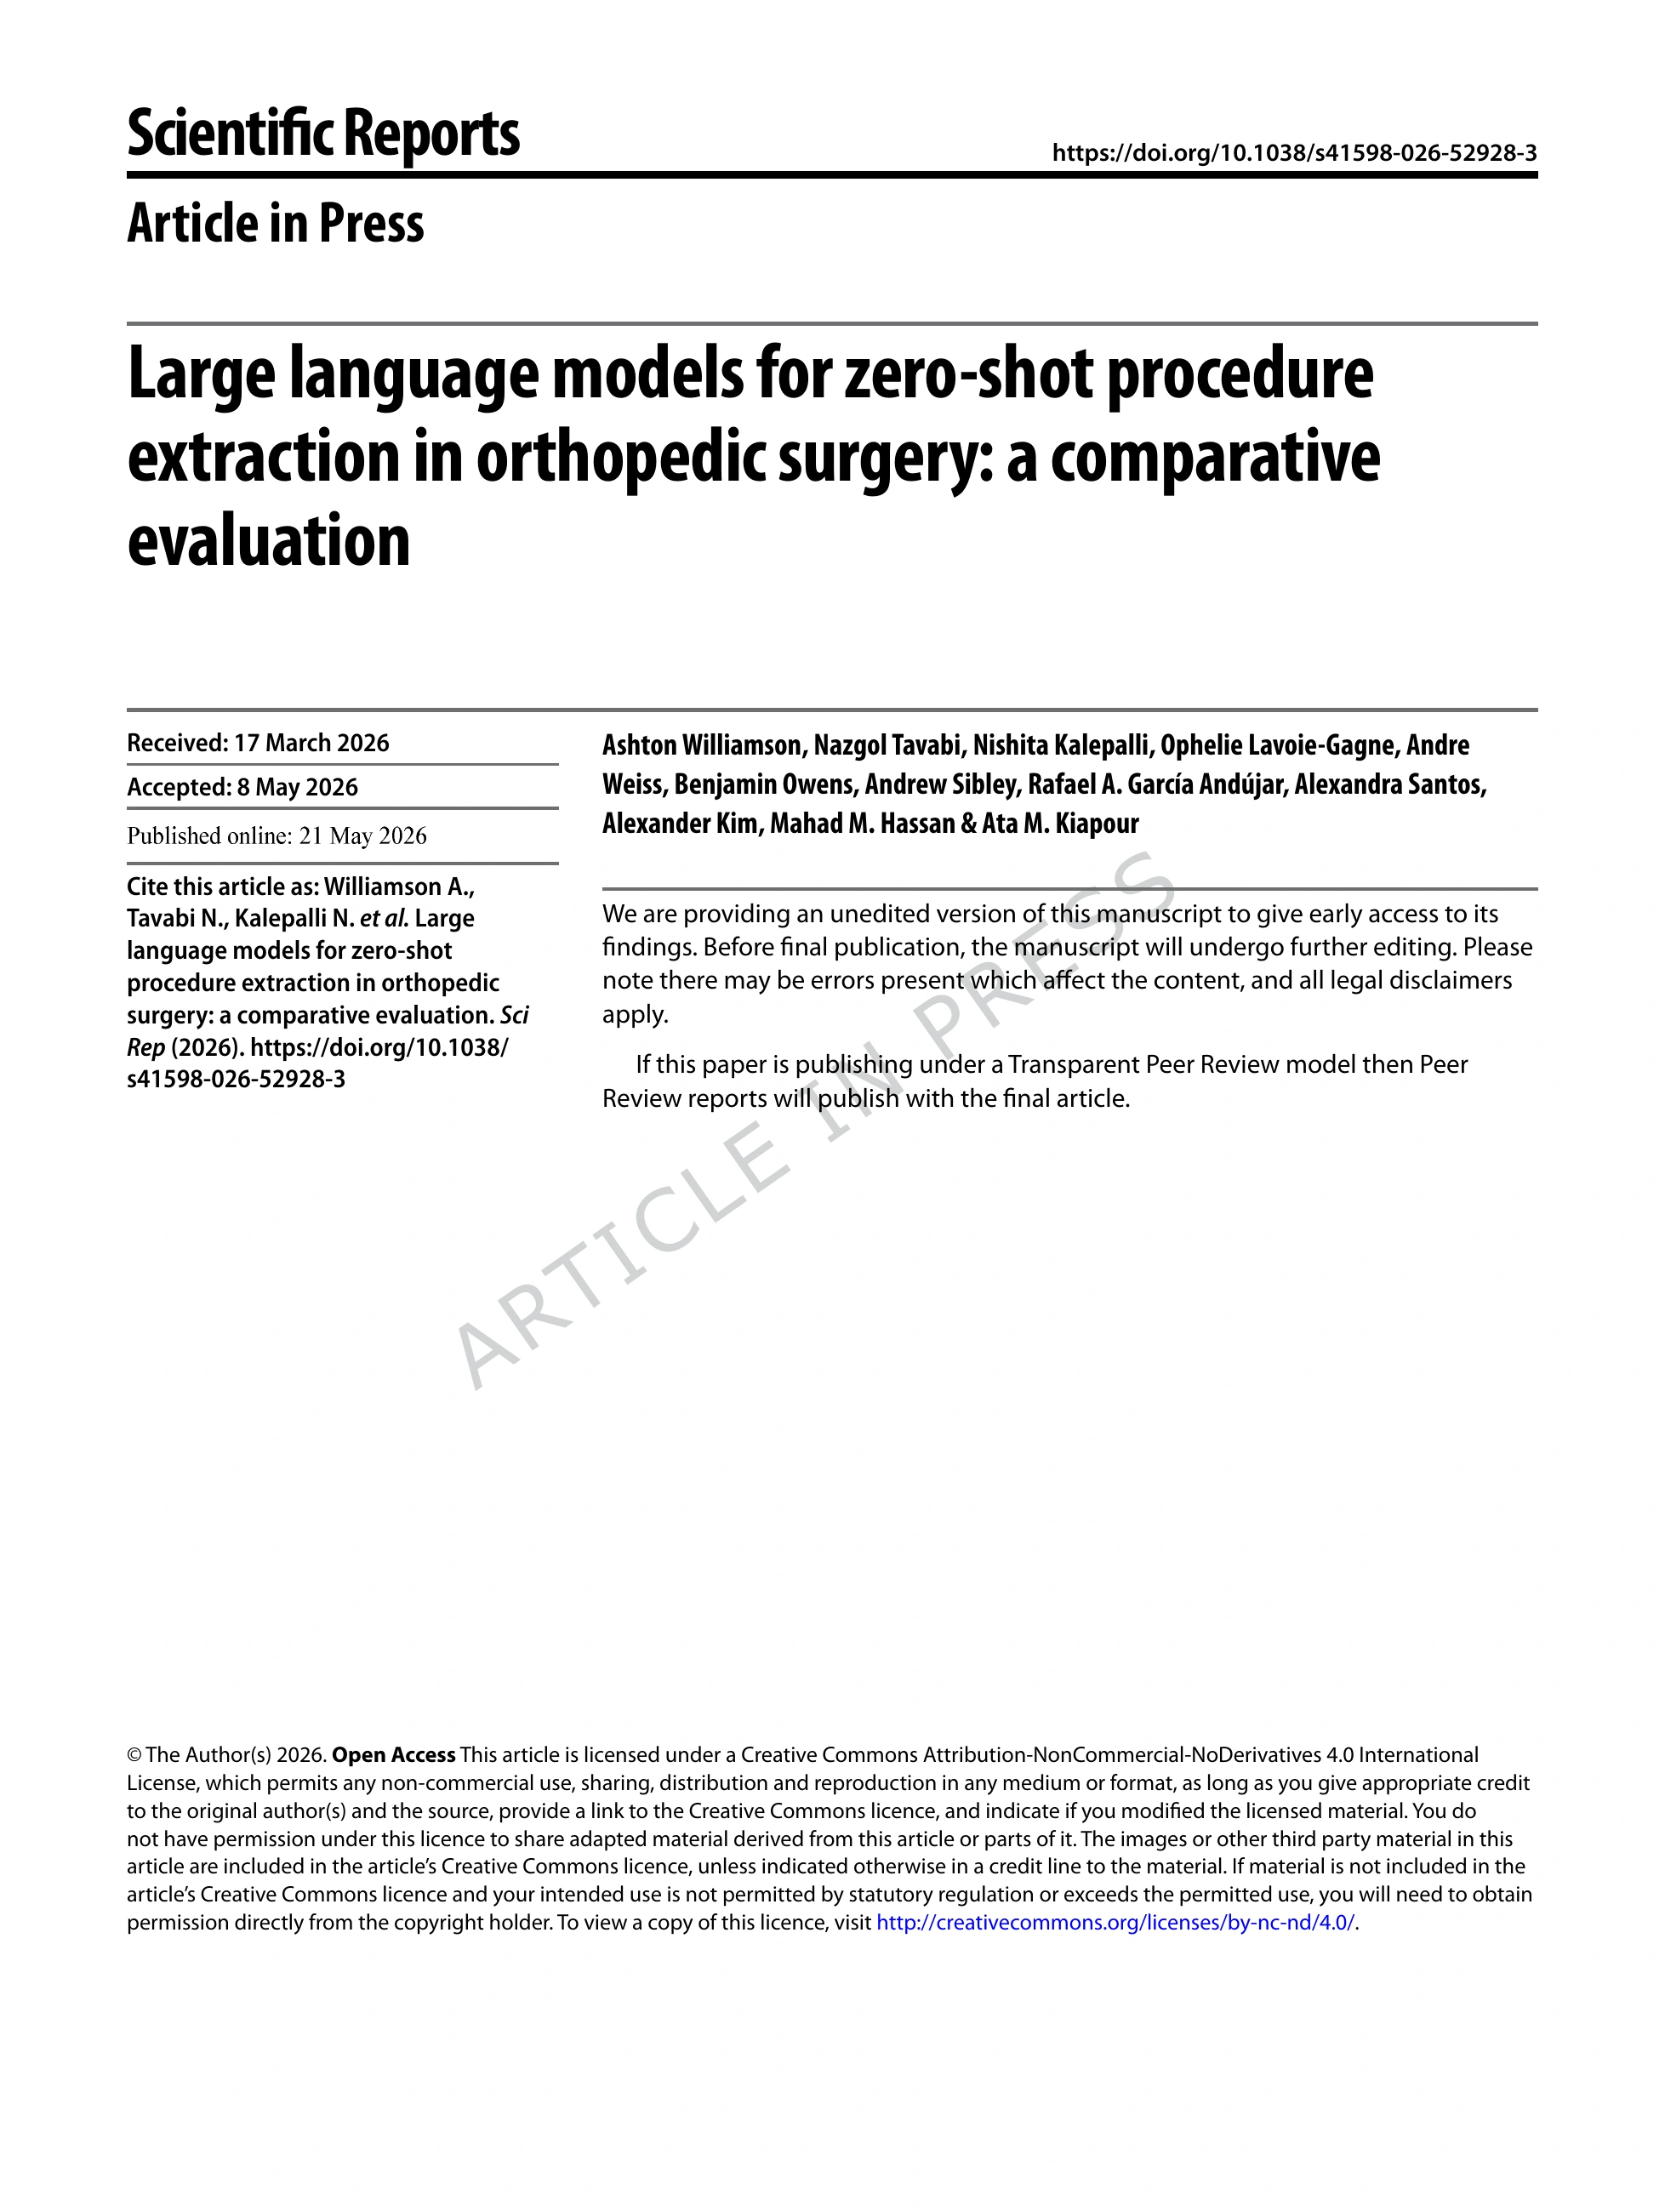 Scientific Reports
https://doi.org/10.1038/s41598-026-52928-3
Article in Press
Large language models for zero-shot procedure
extraction in orthopedic surgery: a comparative
evaluation
Received: 17 March 2026
Accepted: 8 May 2026
Published online: 21 May 2026
Cite this article as: Williamson A.,
Tavabi N., Kalepalli N. et al. Large
language models for zero-shot
procedure extraction in orthopedic
surgery: a comparative evaluation. Sci
Rep (2026). https://doi.org/10.1038/
s41598-026-52928-3
Ashton Williamson, Nazgol Tavabi, Nishita Kalepalli, Ophelie Lavoie-Gagne, Andre
Weiss, Benjamin Owens, Andrew Sibley, Rafael A. García Andújar, Alexandra Santos,
Alexander Kim, Mahad M. Hassan & Ata M. Kiapour
We are providing an unedited version of this manuscript to give early access to its
findings. Before final publication, the manuscript will undergo further editing. Please
note there may be errors present which affect the content, and all legal disclaimers
apply.
If this paper is publishing under a Transparent Peer Review model then Peer
Review reports will publish with the final article.
ARTICLE IN PRESS
© The Author(s) 2026. Open Access This article is licensed under a Creative Commons Attribution-NonCommercial-NoDerivatives 4.0 International
License, which permits any non-commercial use, sharing, distribution and reproduction in any medium or format, as long as you give appropriate credit
to the original author(s) and the source, provide a link to the Creative Commons licence, and indicate if you modified the licensed material. You do
not have permission under this licence to share adapted material derived from this article or parts of it. The images or other third party material in this
article are included in the article’s Creative Commons licence, unless indicated otherwise in a credit line to the material. If material is not included in the
article’s Creative Commons licence and your intended use is not permitted by statutory regulation or exceeds the permitted use, you will need to obtain
permission directly from the copyright holder. To view a copy of this licence, visit http://creativecommons.org/licenses/by-nc-nd/4.0/.